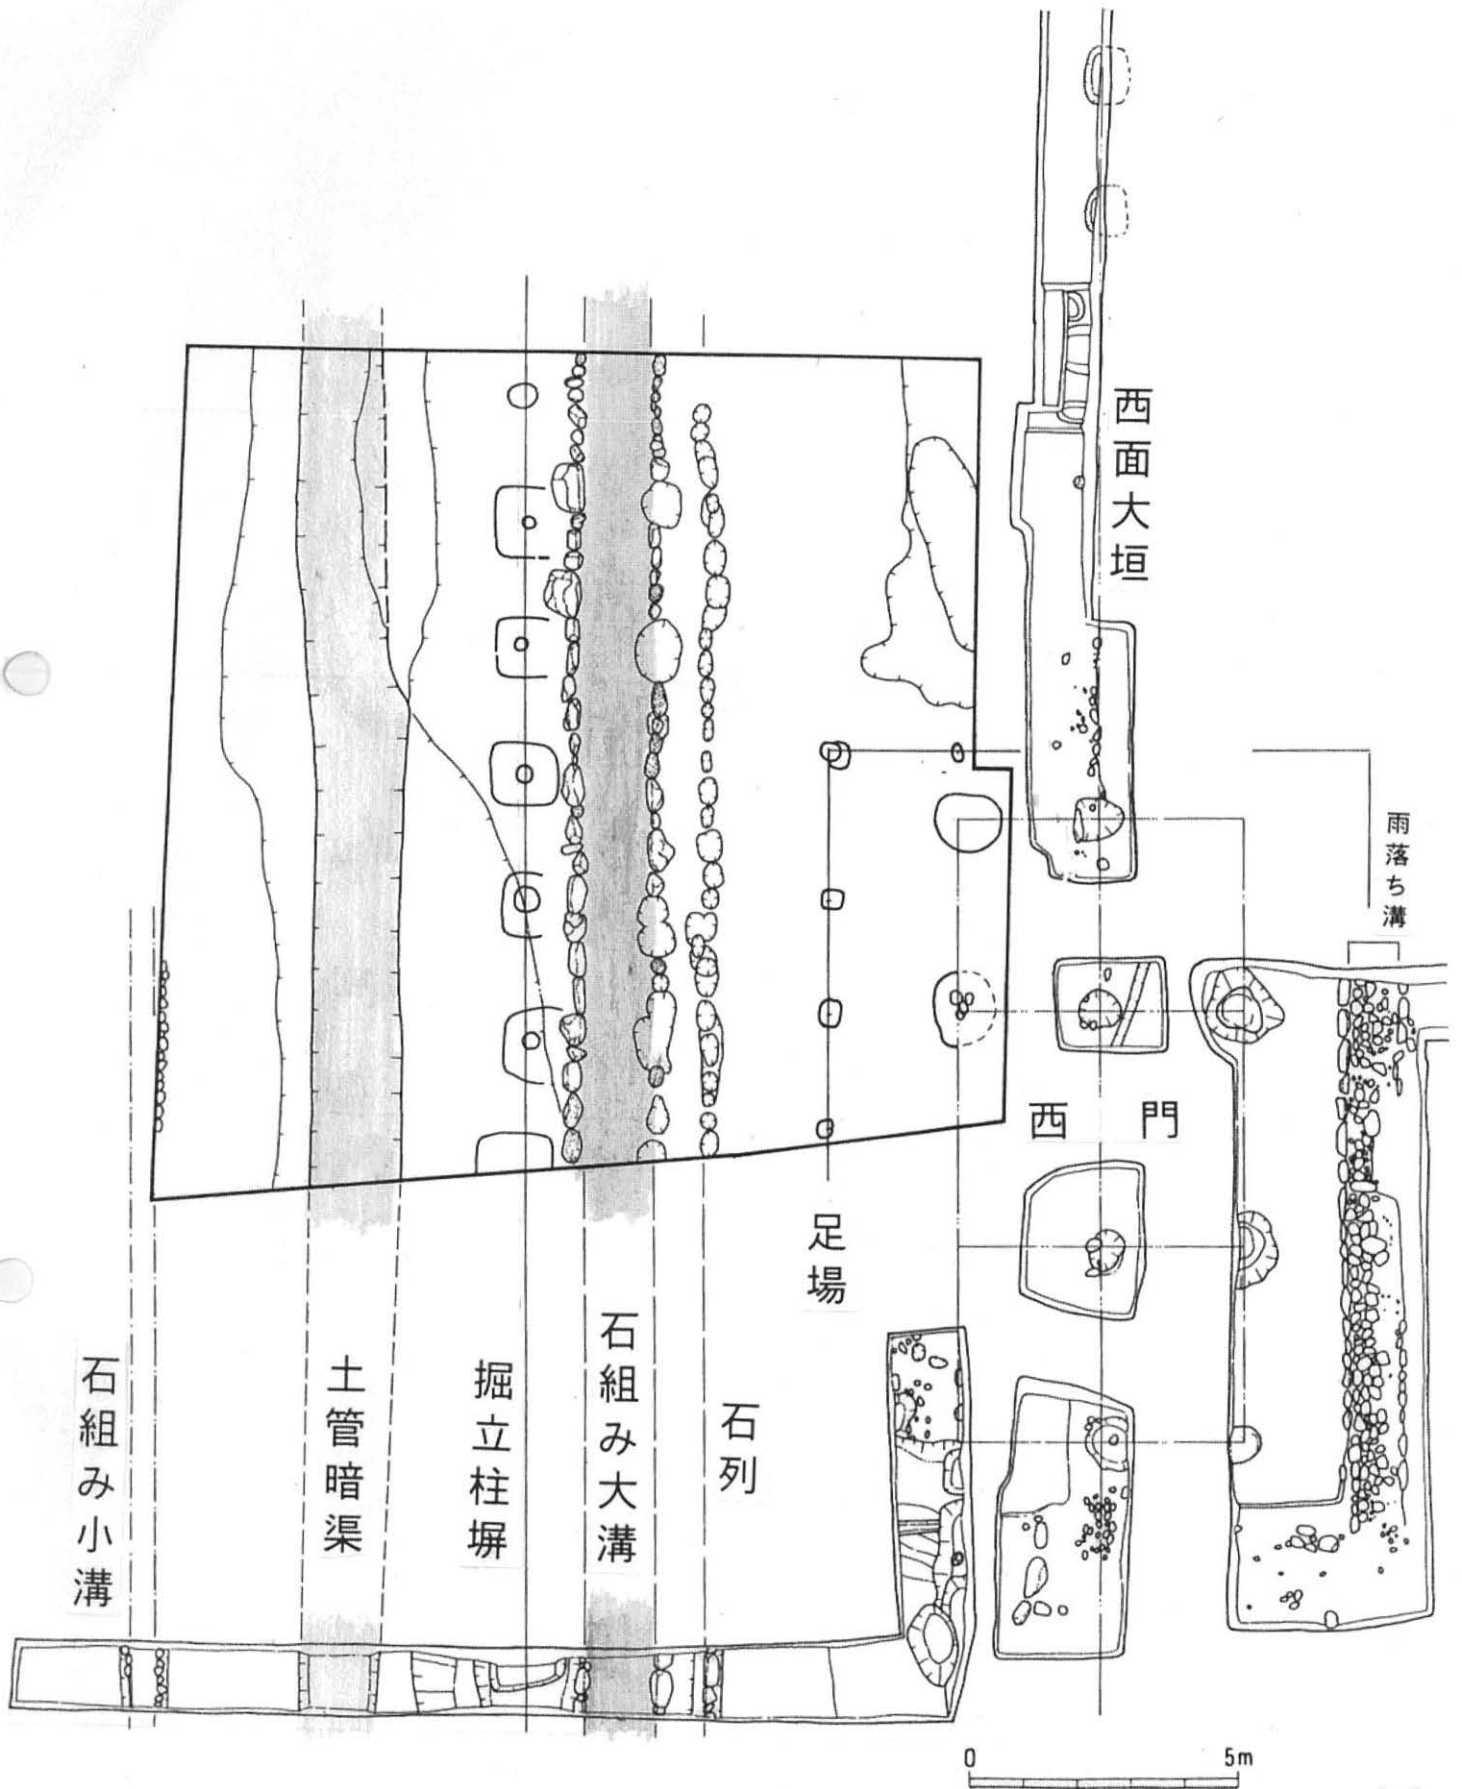 西面大垣
雨落ち溝
西門
足場
石列
石組み大溝
掘立柱塀
土管暗渠
石組み小溝
0 5m